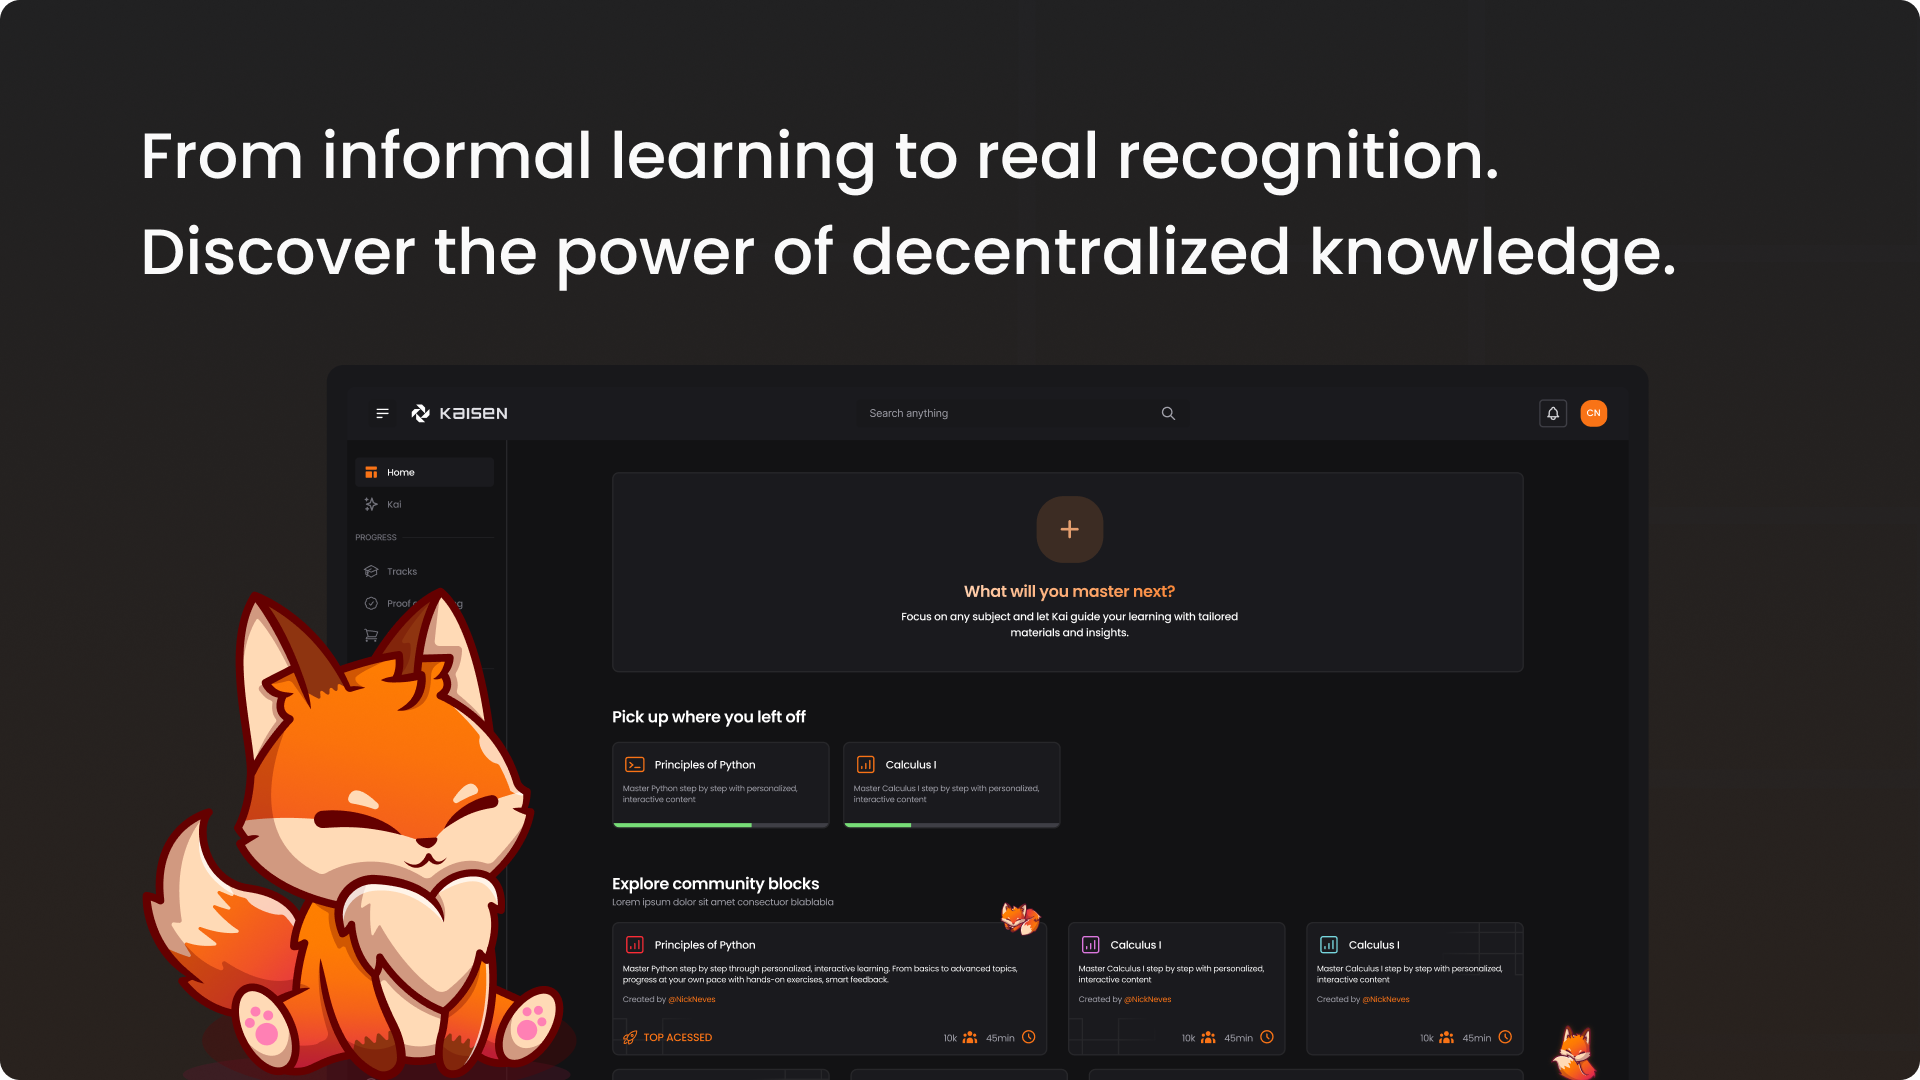 From informal learning to real recognition.
Discover the power of decentralized knowledge.
KAISEN
Search anything
CN
Home
Kai
PROGRESS
Tracks
Proof
What will you master next?
Focus on any subject and let Kai guide your learning with tailored
materials and insights.
Pick up where you left off
Principles of Python
Master Python step by step with personalized,
interactive content
Calculus I
Master Calculus I step by step with personalized,
interactive content
Explore community blocks
Lorem ipsum dolor sit amet consectuor blablabla
Principles of Python
Master Python step by step through personalized, interactive learning. From basics to advanced topics,
progress at your own pace with hands-on exercises, smart feedback.
Created by @NickNeves
TOP ACESSED
10k 45min
Calculus I
Master Calculus I step by step with personalized,
interactive content
Created by @NickNeves
10k 45min
Calculus I
Master Calculus I step by step with personalized,
interactive content
Created by @NickNeves
10k 45min